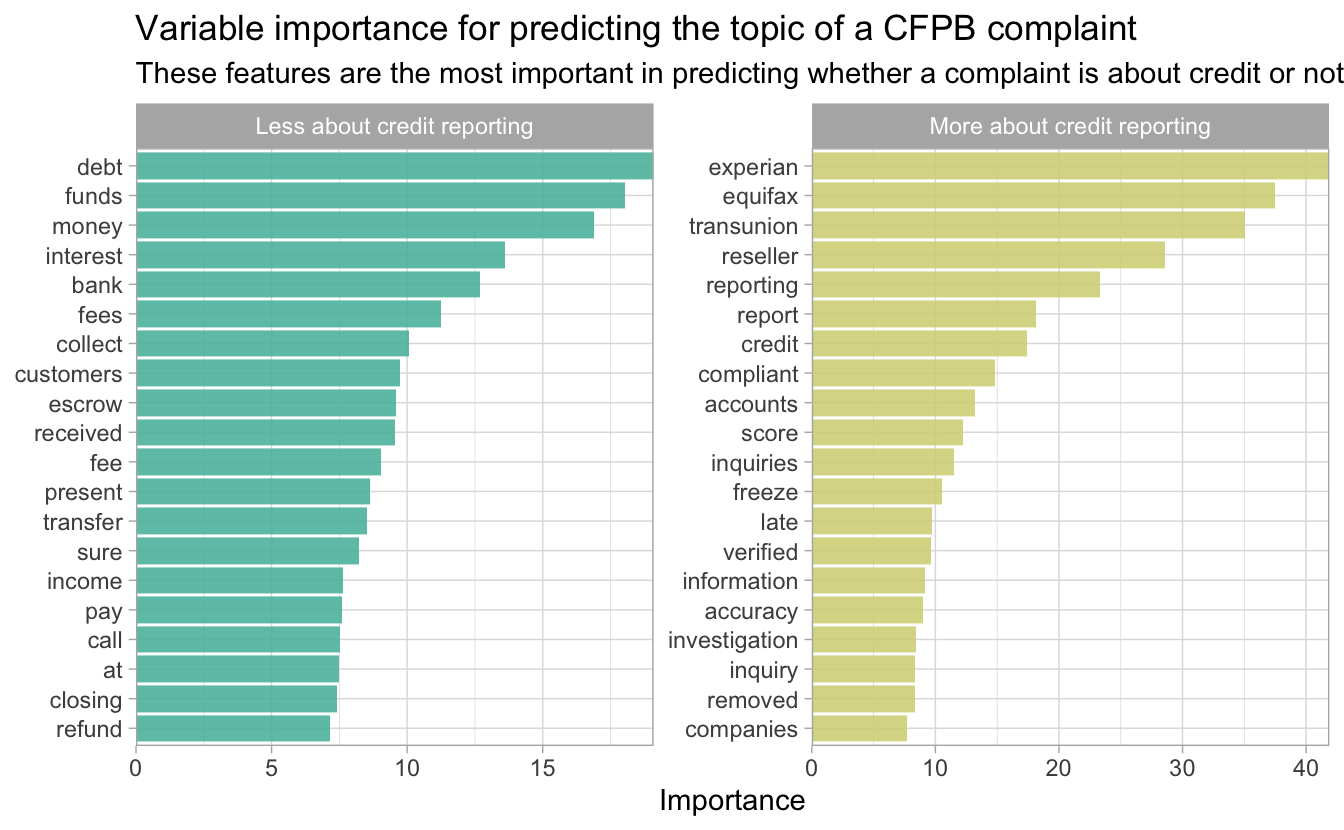 Variable importance for predicting the topic of a CFPB complaint
These features are the most important in predicting whether a complaint is about credit or not
Less about credit reporting
debt
funds
money
interest
bank
fees
collect
customers
escrow
received
fee
present
transfer
sure
income
pay
call
at
closing
refund
0 5 10 15
More about credit reporting
experian
equifax
transunion
reseller
reporting
report
credit
compliant
accounts
score
inquiries
freeze
late
verified
information
accuracy
investigation
inquiry
removed
companies
0 10 20 30 40
Importance